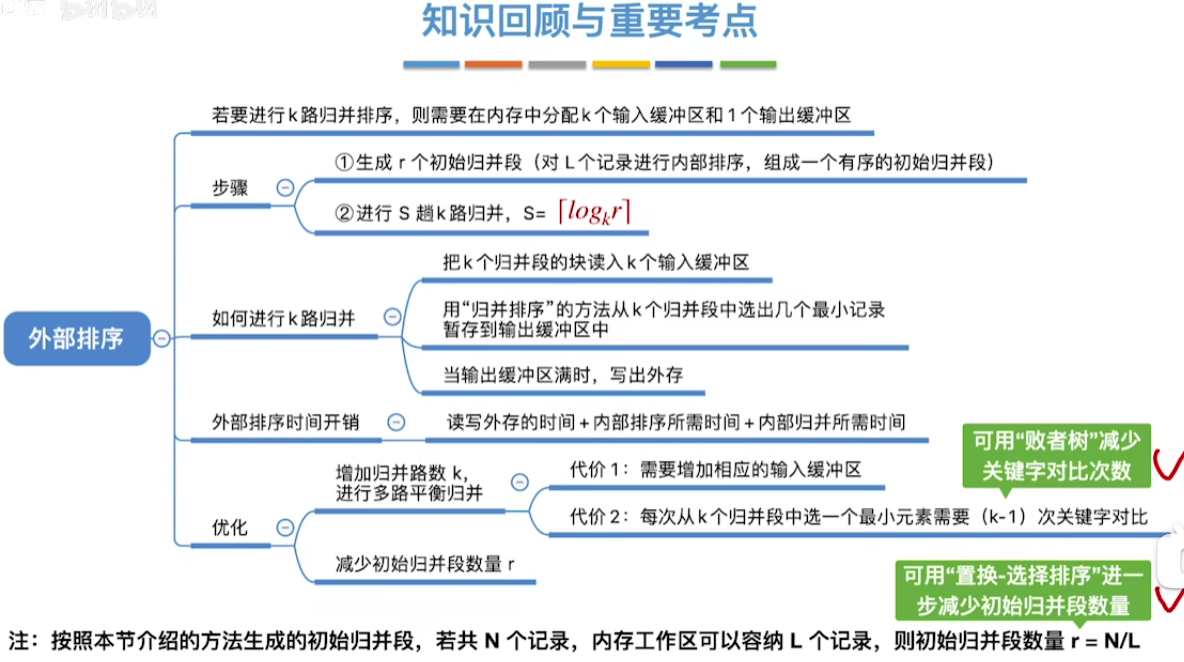 知识回顾与重要考点
若要进行k路归并排序，则需要在内存中分配k个输入缓冲区和1个输出缓冲区
步骤
①生成 r 个初始归并段（对 L个记录进行内部排序，组成一个有序的初始归并段）
②进行 S 趟k路归并，S= ⌈logₖr⌉
外部排序
如何进行k路归并
把k个归并段的块读入k个输入缓冲区
用“归并排序”的方法从k个归并段中选出几个最小记录
暂存到输出缓冲区中
当输出缓冲区满时，写出外存
外部排序时间开销
读写外存的时间+内部排序所需时间+内部归并所需时间
优化
增加归并路数 k，
进行多路平衡归并
代价 1：需要增加相应的输入缓冲区
可用“败者树”减少
关键字对比次数
代价 2：每次从k个归并段中选一个最小元素需要（k-1）次关键字对比
减少初始归并段数量 r
可用“置换-选择排序”进一
步减少初始归并段数量
注：按照本节介绍的方法生成的初始归并段，若共 N 个记录，内存工作区可以容纳 L 个记录，则初始归并段数量 r = N/L